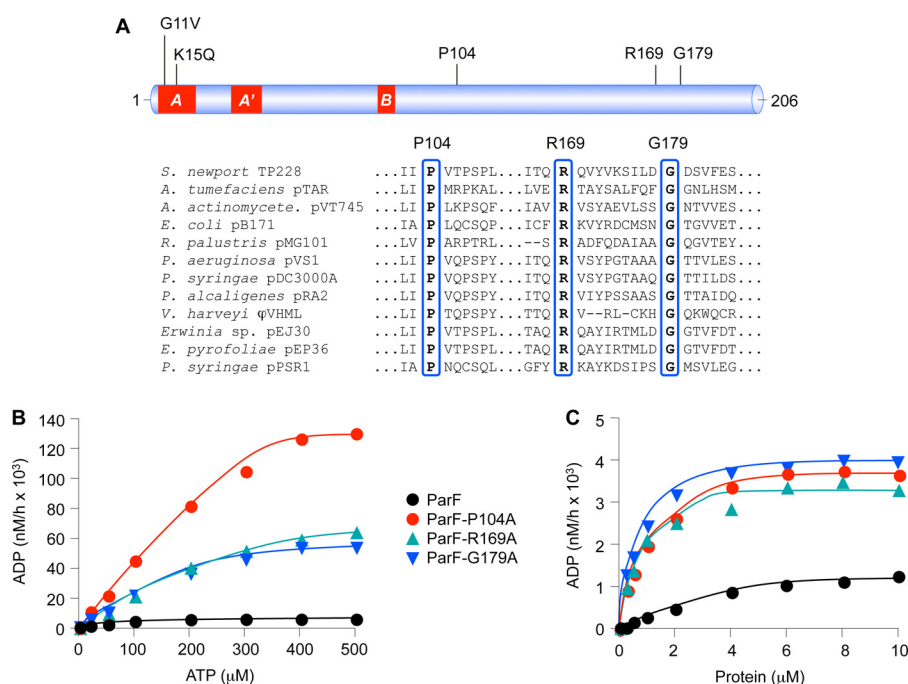 A
G11V
K15Q
P104
R169
G179
1
A
A'
B
206
P104 R169 G179
S. newport TP228 ...II P VTPSPL...ITQ R QVYVKSILD G DSVFES...
A. tumefaciens pTAR ...LI P MRPKAL...LVE R TAYSALFQF G GNLHSM...
A. actinomycete. pVT745 ...LI P LKPSQF...IAV R VSYAEVLSS G NTVVES...
E. coli pB171 ...IA P LQCSQP...ICF R KVYRDCMSN G TGVVET...
R. palustris pMG101 ...LV P ARPTRL...--S R ADFQDAIAA G QGVTEY...
P. aeruginosa pVS1 ...LI P VQPSPY...ITQ R VSYPGTAAA G TTVLES...
P. syringae pDC3000A ...LI P VQPSPY...ITQ R VSYPGTAAQ G TTILDS...
P. alcaligenes pRA2 ...LI P VQPSPY...ITQ R VIYPSSAAS G TTAIDQ...
V. harveyi φVHML ...LI P TQPSPY...TTQ R V--RL-CKH G QKWQCR...
Erwinia sp. pEJ30 ...LI P VTPSPL...TAQ R QAYIRTMLD G GTVFDT...
E. pyrofoliae pEP36 ...LI P VTPSPL...TAQ R QAYIRTMLD G GTVFDT...
P. syringae pPSR1 ...IA P NQCSQL...GFY R KAYKDSIPS G MSVLEG...
B
ADP (nM/h x 10³)
140
120
100
80
60
40
20
0
0 100 200 300 400 500
ATP (μM)
ParF
ParF-P104A
ParF-R169A
ParF-G179A
C
ADP (nM/h x 10³)
5
4
3
2
1
0
0 2 4 6 8 10
Protein (μM)